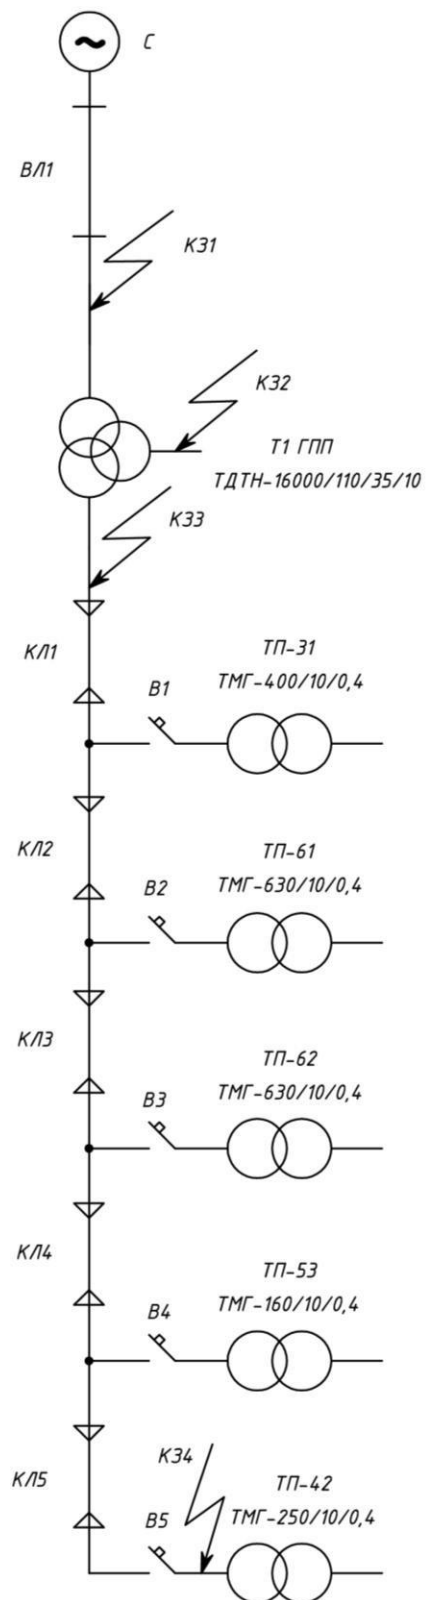 С
ВЛ1
КЗ1
КЗ2
Т1 ГПП
ТДТН-16000/110/35/10
КЗ3
КЛ1
ТП-31
В1
ТМГ-400/10/0,4
КЛ2
ТП-61
В2
ТМГ-630/10/0,4
КЛ3
ТП-62
В3
ТМГ-630/10/0,4
КЛ4
ТП-53
В4
ТМГ-160/10/0,4
КЗ4
КЛ5
ТП-42
В5
ТМГ-250/10/0,4